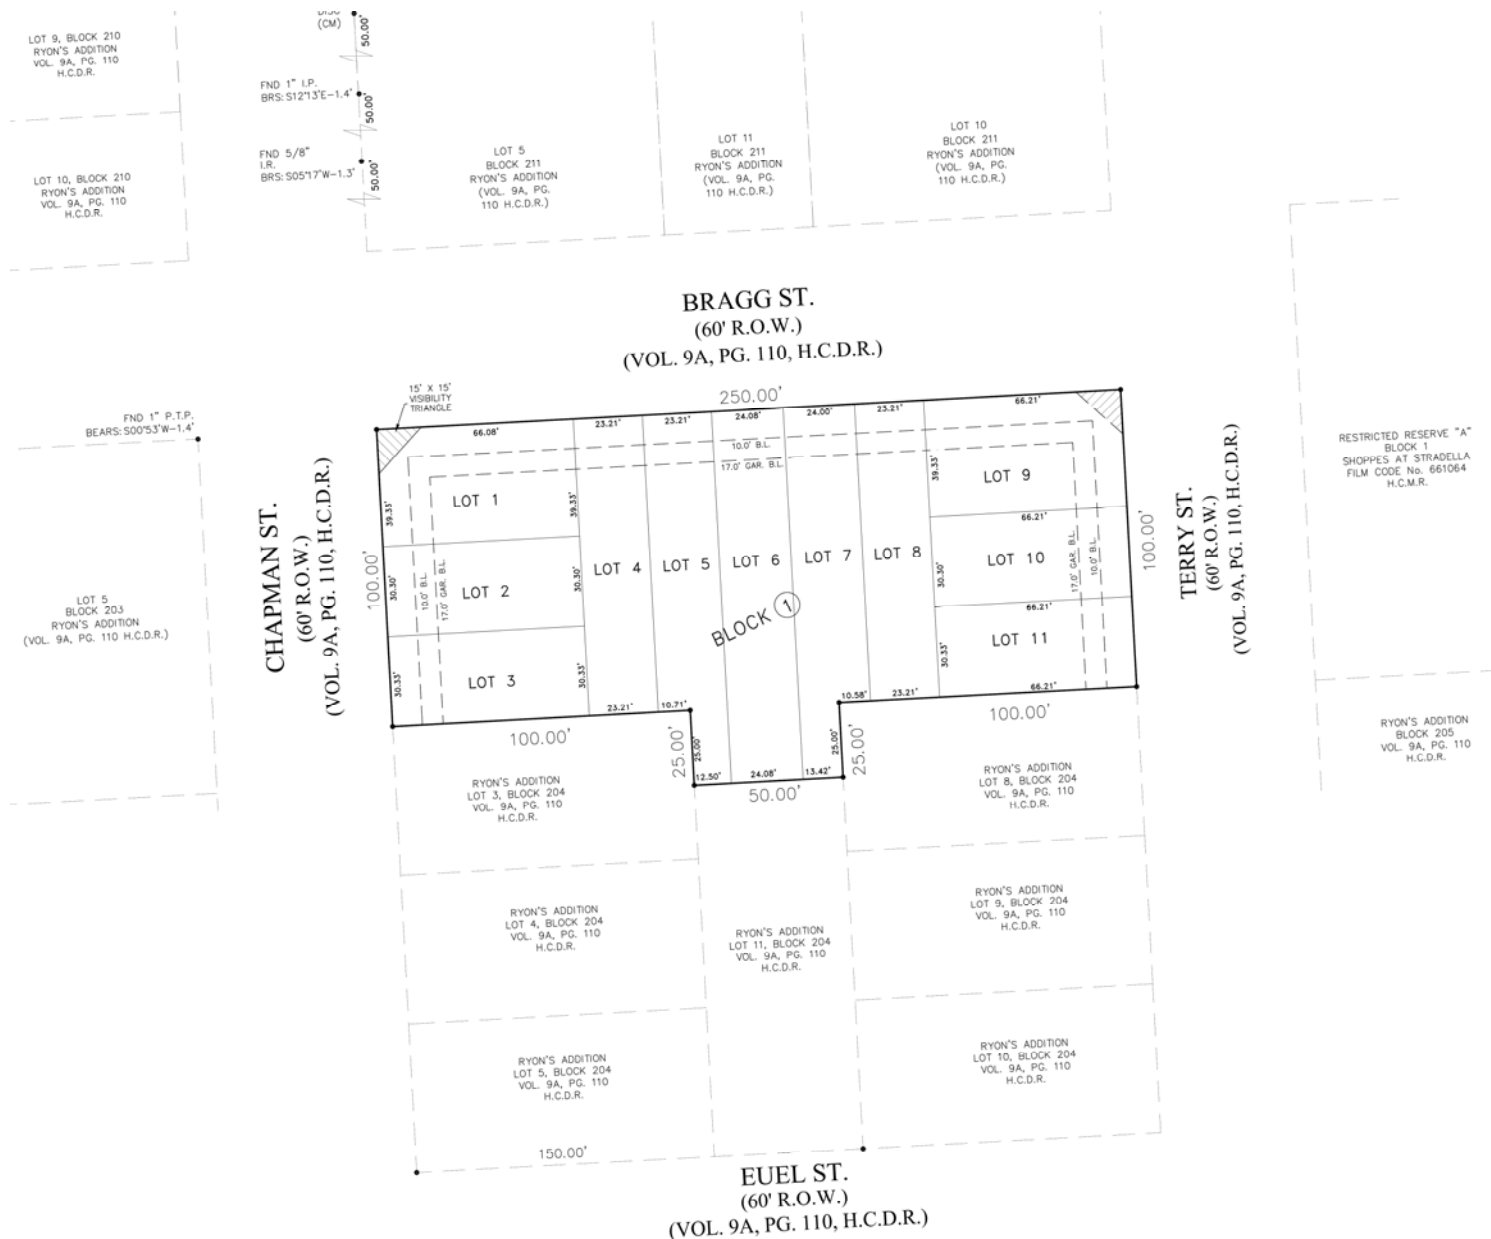 (CM)
50.00'
LOT 9, BLOCK 210
RYON'S ADDITION
VOL. 9A, PG. 110
H.C.D.R.
FND 1" I.P.
BRS: S12°13'E-1.4'
50.00'
FND 5/8"
I.R.
BRS: S05°17'W-1.3'
50.00'
LOT 10, BLOCK 210
RYON'S ADDITION
VOL. 9A, PG. 110
H.C.D.R.
LOT 5
BLOCK 211
RYON'S ADDITION
(VOL. 9A, PG.
110 H.C.D.R.)
LOT 11
BLOCK 211
RYON'S ADDITION
(VOL. 9A, PG.
110 H.C.D.R.)
LOT 10
BLOCK 211
RYON'S ADDITION
(VOL. 9A, PG.
110 H.C.D.R.)
BRAGG ST.
(60' R.O.W.)
(VOL. 9A, PG. 110, H.C.D.R.)
15' X 15'
VISIBILITY
TRIANGLE
250.00'
FND 1" P.T.P.
BEARS: S00°53'W-1.4'
66.08'
23.21'
23.21'
24.08'
24.00'
23.21'
66.21'
10.0' B.L.
17.0' GAR. B.L.
RESTRICTED RESERVE "A"
BLOCK 1
SHOPPES AT STRADELLA
FILM CODE No. 661064
H.C.M.R.
CHAPMAN ST.
(60' R.O.W.)
(VOL. 9A, PG. 110, H.C.D.R.)
100.00'
39.33'
LOT 1
39.33'
39.33'
LOT 9
66.21'
30.30'
10.0' B.L.
17.0' GAR. B.L.
LOT 2
30.30'
LOT 4
LOT 5
LOT 6
LOT 7
LOT 8
30.30'
LOT 10
66.21'
17.0' GAR. B.L.
10.0' B.L.
100.00'
TERRY ST.
(60' R.O.W.)
(VOL. 9A, PG. 110, H.C.D.R.)
BLOCK 1
LOT 5
BLOCK 203
RYON'S ADDITION
(VOL. 9A, PG. 110 H.C.D.R.)
30.33'
LOT 3
30.33'
30.33'
LOT 11
66.21'
23.21'
10.71'
10.58'
23.21'
100.00'
25.00'
25.00'
25.00'
25.00'
100.00'
12.50'
24.08'
13.42'
50.00'
RYON'S ADDITION
BLOCK 205
VOL. 9A, PG. 110
H.C.D.R.
RYON'S ADDITION
LOT 3, BLOCK 204
VOL. 9A, PG. 110
H.C.D.R.
RYON'S ADDITION
LOT 8, BLOCK 204
VOL. 9A, PG. 110
H.C.D.R.
RYON'S ADDITION
LOT 4, BLOCK 204
VOL. 9A, PG. 110
H.C.D.R.
RYON'S ADDITION
LOT 11, BLOCK 204
VOL. 9A, PG. 110
H.C.D.R.
RYON'S ADDITION
LOT 9, BLOCK 204
VOL. 9A, PG. 110
H.C.D.R.
RYON'S ADDITION
LOT 5, BLOCK 204
VOL. 9A, PG. 110
H.C.D.R.
RYON'S ADDITION
LOT 10, BLOCK 204
VOL. 9A, PG. 110
H.C.D.R.
150.00'
EUEL ST.
(60' R.O.W.)
(VOL. 9A, PG. 110, H.C.D.R.)